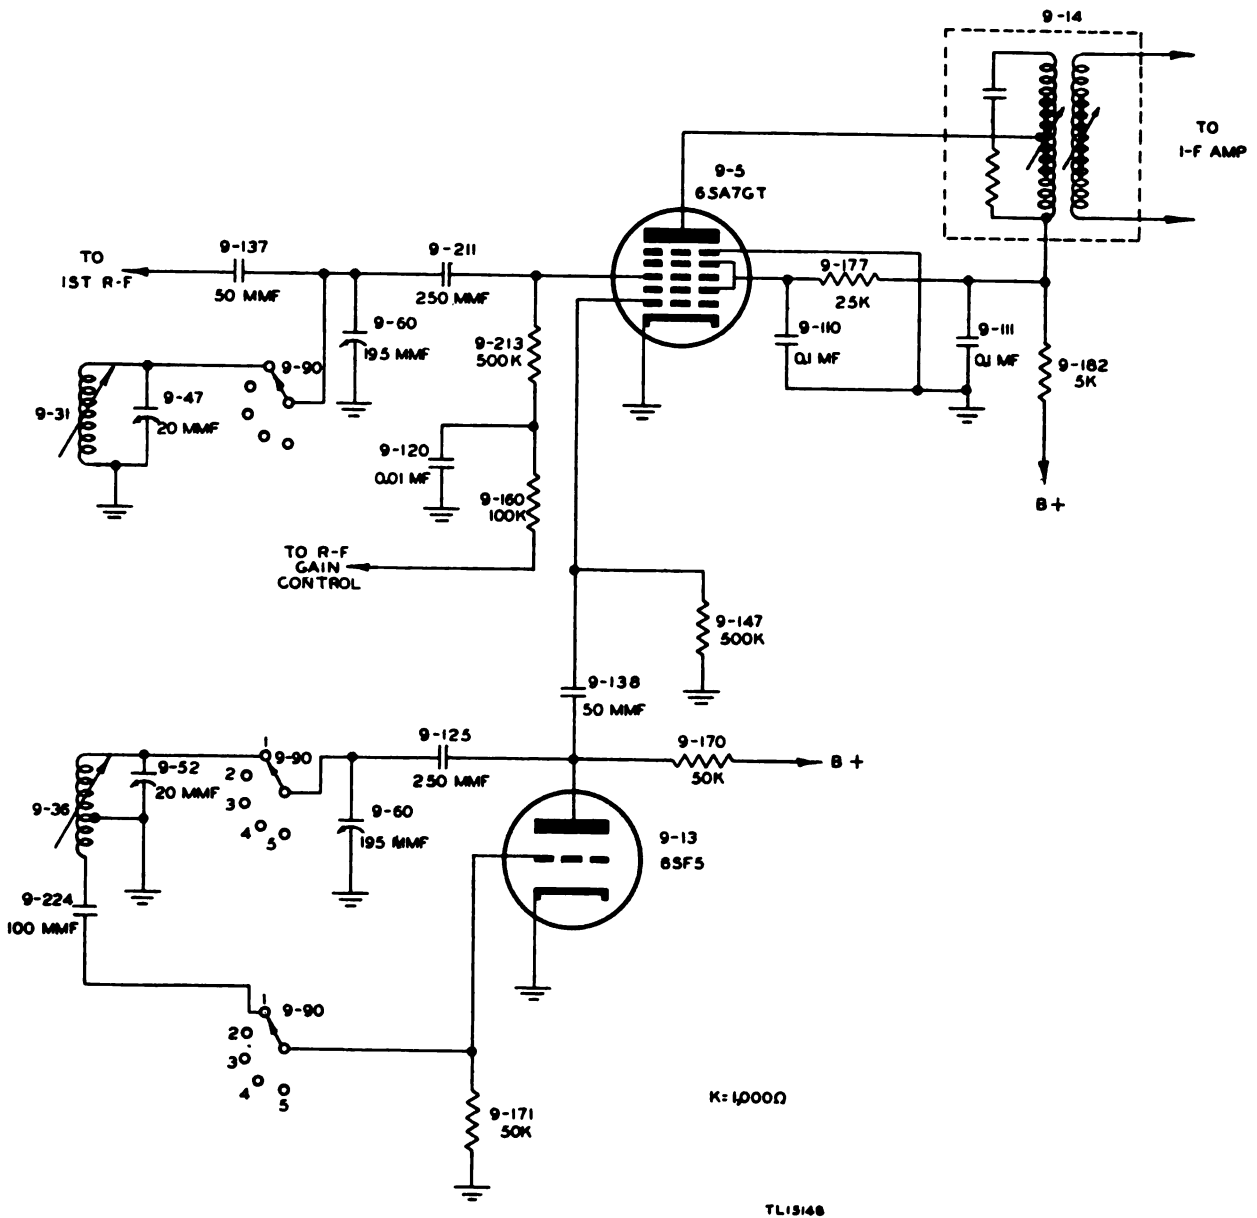 9-14
TO
I-F AMP
9-5
6SA7GT
TO
1ST R-F
9-137
50 MMF
9-211
250 MMF
9-60
195 MMF
9-213
500K
9-177
25K
9-110
0.1 MF
9-111
0.1 MF
9-182
5K
B+
9-31
9-47
20 MMF
9-90
9-120
0.01 MF
9-160
100K
TO R-F
GAIN
CONTROL
9-147
500K
9-138
50 MMF
9-125
250 MMF
9-170
50K
B+
9-36
9-52
20 MMF
1
9-90
2
3
4
5
9-60
195 MMF
9-13
6SF5
9-224
100 MMF
1
9-90
2
3
4
5
9-171
50K
K=1,000Ω
TL15148